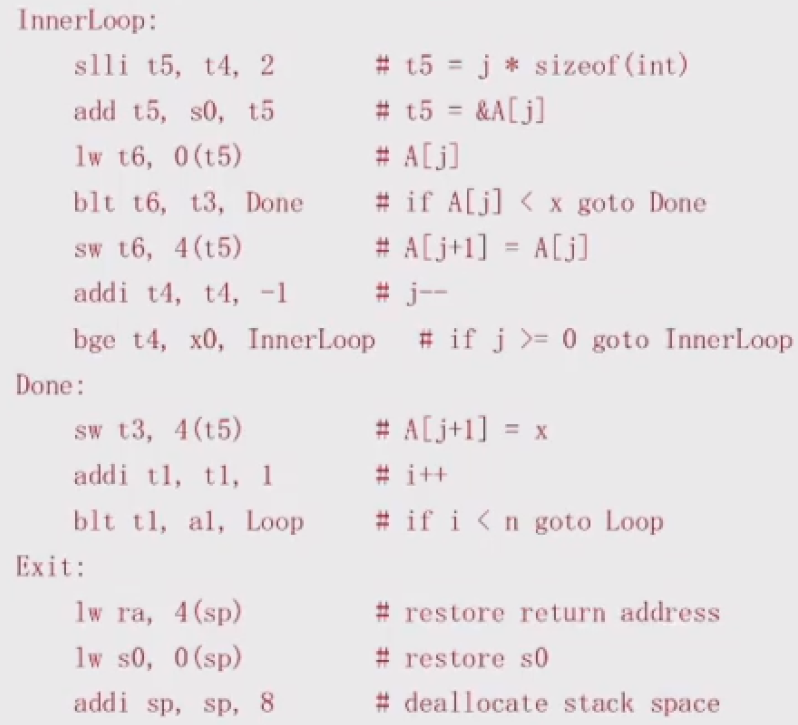 InnerLoop:
slli t5, t4, 2 # t5 = j * sizeof(int)
add t5, s0, t5 # t5 = &A[j]
lw t6, 0(t5) # A[j]
blt t6, t3, Done # if A[j] < x goto Done
sw t6, 4(t5) # A[j+1] = A[j]
addi t4, t4, -1 # j--
bge t4, x0, InnerLoop # if j >= 0 goto InnerLoop
Done:
sw t3, 4(t5) # A[j+1] = x
addi t1, t1, 1 # i++
blt t1, a1, Loop # if i < n goto Loop
Exit:
lw ra, 4(sp) # restore return address
lw s0, 0(sp) # restore s0
addi sp, sp, 8 # deallocate stack space